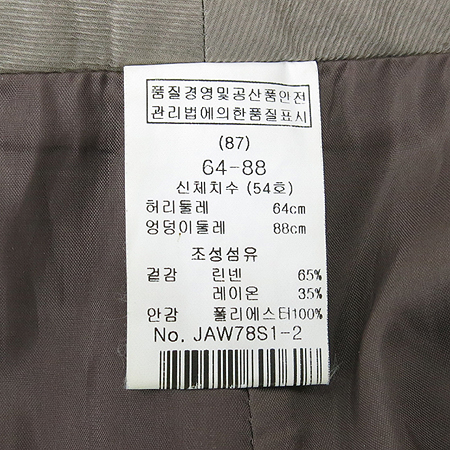 품질경영및공산품안전
관리법에의한품질표시
(87)
64-88
신체치수 (54호)
허리둘레 64cm
엉덩이둘레 88cm
조성섬유
겉감 린넨 65%
레이온 35%
안감 폴리에스터100%
No. JAW78S1-2